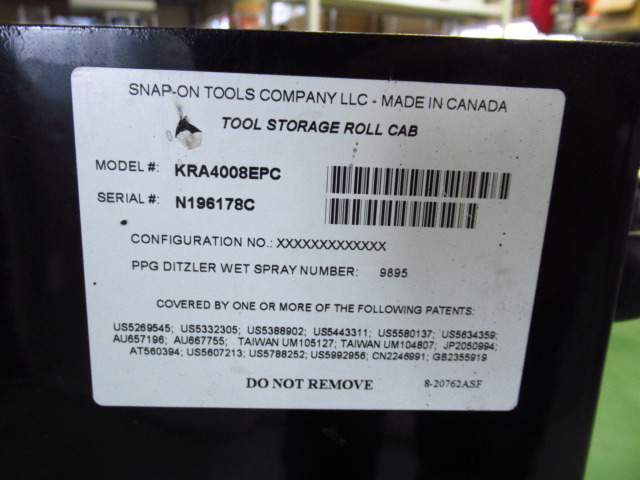 SNAP-ON TOOLS COMPANY LLC - MADE IN CANADA
TOOL STORAGE ROLL CAB
MODEL #: KRA4008EPC
SERIAL #: N196178C
CONFIGURATION NO.: XXXXXXXXXXXXX
PPG DITZLER WET SPRAY NUMBER: 9895
COVERED BY ONE OR MORE OF THE FOLLOWING PATENTS:
US5269545; US5332305; US5388902; US5443311; US5580137; US5634359;
AU657196; AU667755; TAIWAN UM105127; TAIWAN UM104807; JP2050994;
AT560394; US5607213; US5788252; US5992956; CN2246991; GB2355919
DO NOT REMOVE 8-20762ASF